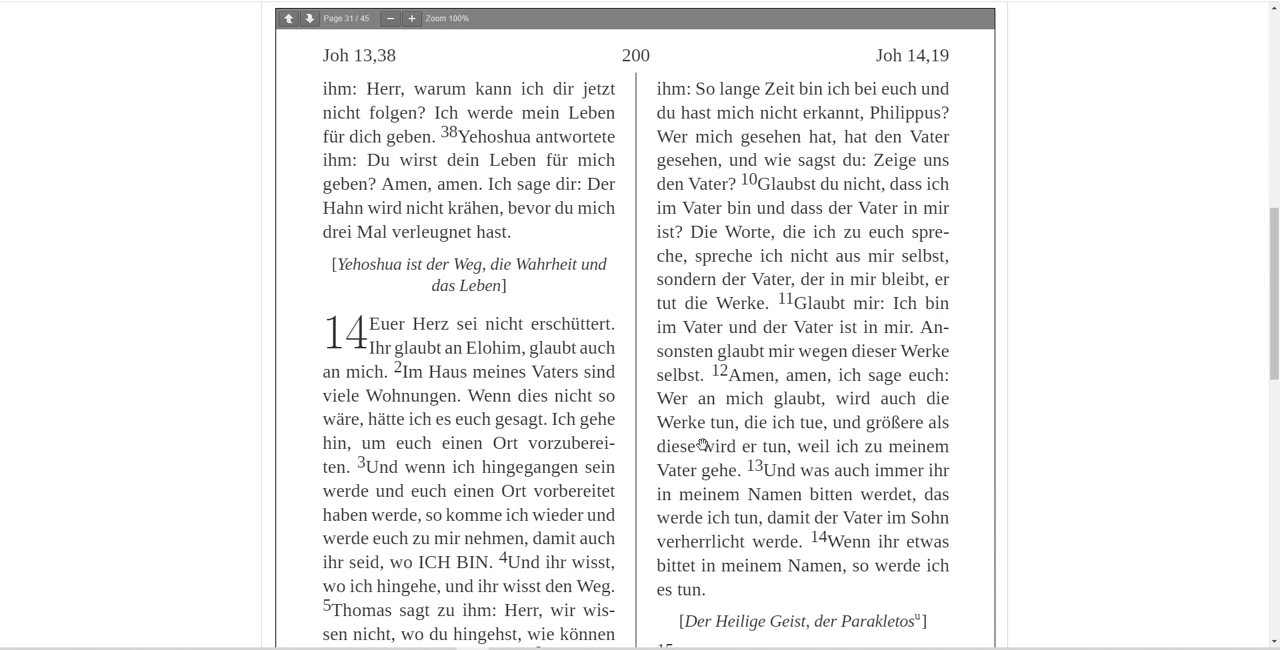 Page 31 / 45
Zoom 100%
Joh 13,38 200 Joh 14,19
ihm: Herr, warum kann ich dir jetzt
nicht folgen? Ich werde mein Leben
für dich geben. 38Yehoshua antwortete
ihm: Du wirst dein Leben für mich
geben? Amen, amen. Ich sage dir: Der
Hahn wird nicht krähen, bevor du mich
drei Mal verleugnet hast.
[Yehoshua ist der Weg, die Wahrheit und
das Leben]
14 Euer Herz sei nicht erschüttert.
Ihr glaubt an Elohim, glaubt auch
an mich. 2Im Haus meines Vaters sind
viele Wohnungen. Wenn dies nicht so
wäre, hätte ich es euch gesagt. Ich gehe
hin, um euch einen Ort vorzuberei-
ten. 3Und wenn ich hingegangen sein
werde und euch einen Ort vorbereitet
haben werde, so komme ich wieder und
werde euch zu mir nehmen, damit auch
ihr seid, wo ICH BIN. 4Und ihr wisst,
wo ich hingehe, und ihr wisst den Weg.
5Thomas sagt zu ihm: Herr, wir wis-
sen nicht, wo du hingehst, wie können
ihm: So lange Zeit bin ich bei euch und
du hast mich nicht erkannt, Philippus?
Wer mich gesehen hat, hat den Vater
gesehen, und wie sagst du: Zeige uns
den Vater? 10Glaubst du nicht, dass ich
im Vater bin und dass der Vater in mir
ist? Die Worte, die ich zu euch spre-
che, spreche ich nicht aus mir selbst,
sondern der Vater, der in mir bleibt, er
tut die Werke. 11Glaubt mir: Ich bin
im Vater und der Vater ist in mir. An-
sonsten glaubt mir wegen dieser Werke
selbst. 12Amen, amen, ich sage euch:
Wer an mich glaubt, wird auch die
Werke tun, die ich tue, und größere als
diese wird er tun, weil ich zu meinem
Vater gehe. 13Und was auch immer ihr
in meinem Namen bitten werdet, das
werde ich tun, damit der Vater im Sohn
verherrlicht werde. 14Wenn ihr etwas
bittet in meinem Namen, so werde ich
es tun.
[Der Heilige Geist, der Parakletosu]